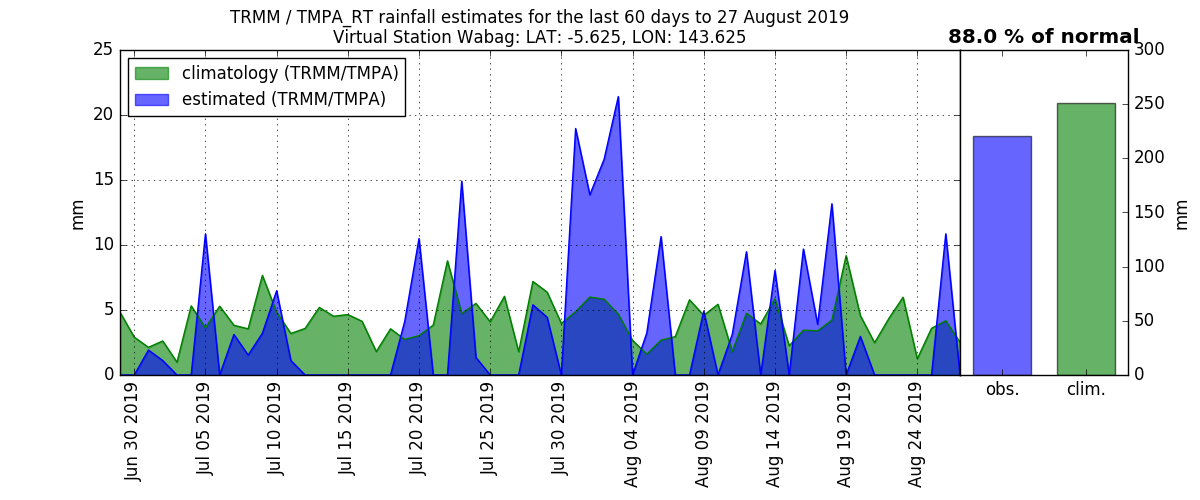 TRMM / TMPA_RT rainfall estimates for the last 60 days to 27 August 2019
Virtual Station Wabag: LAT: -5.625, LON: 143.625
88.0 % of normal
climatology (TRMM/TMPA)
estimated (TRMM/TMPA)
25
20
15
10
5
0
mm
300
250
200
150
100
50
0
mm
Jun 30 2019
Jul 05 2019
Jul 10 2019
Jul 15 2019
Jul 20 2019
Jul 25 2019
Jul 30 2019
Aug 04 2019
Aug 09 2019
Aug 14 2019
Aug 19 2019
Aug 24 2019
obs.
clim.